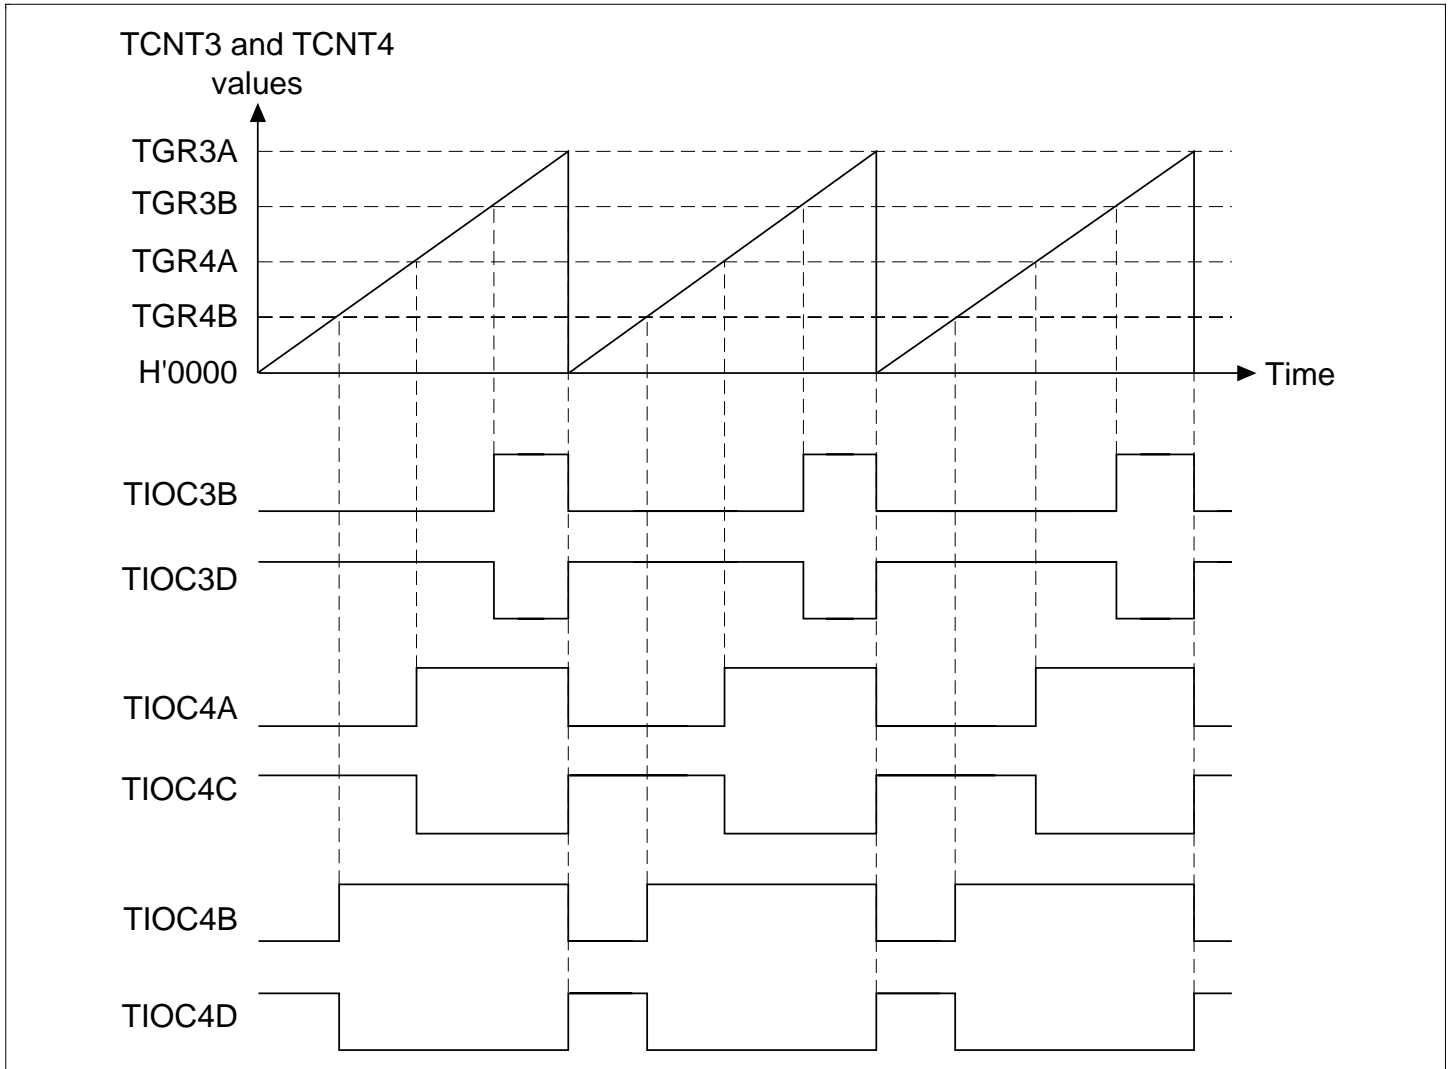 TCNT3 and TCNT4
values
TGR3A
TGR3B
TGR4A
TGR4B
H'0000
Time
TIOC3B
TIOC3D
TIOC4A
TIOC4C
TIOC4B
TIOC4D